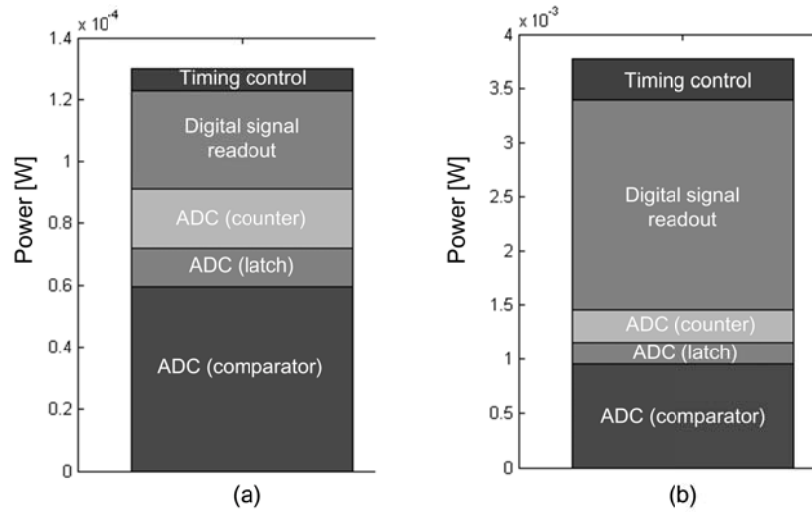 x 10⁻⁴
1.4
1.2
1
0.8
0.6
0.4
0.2
0
Power [W]
Timing control
Digital signal
readout
ADC (counter)
ADC (latch)
ADC (comparator)
(a)
x 10⁻³
4
3.5
3
2.5
2
1.5
1
0.5
0
Power [W]
Timing control
Digital signal
readout
ADC (counter)
ADC (latch)
ADC (comparator)
(b)